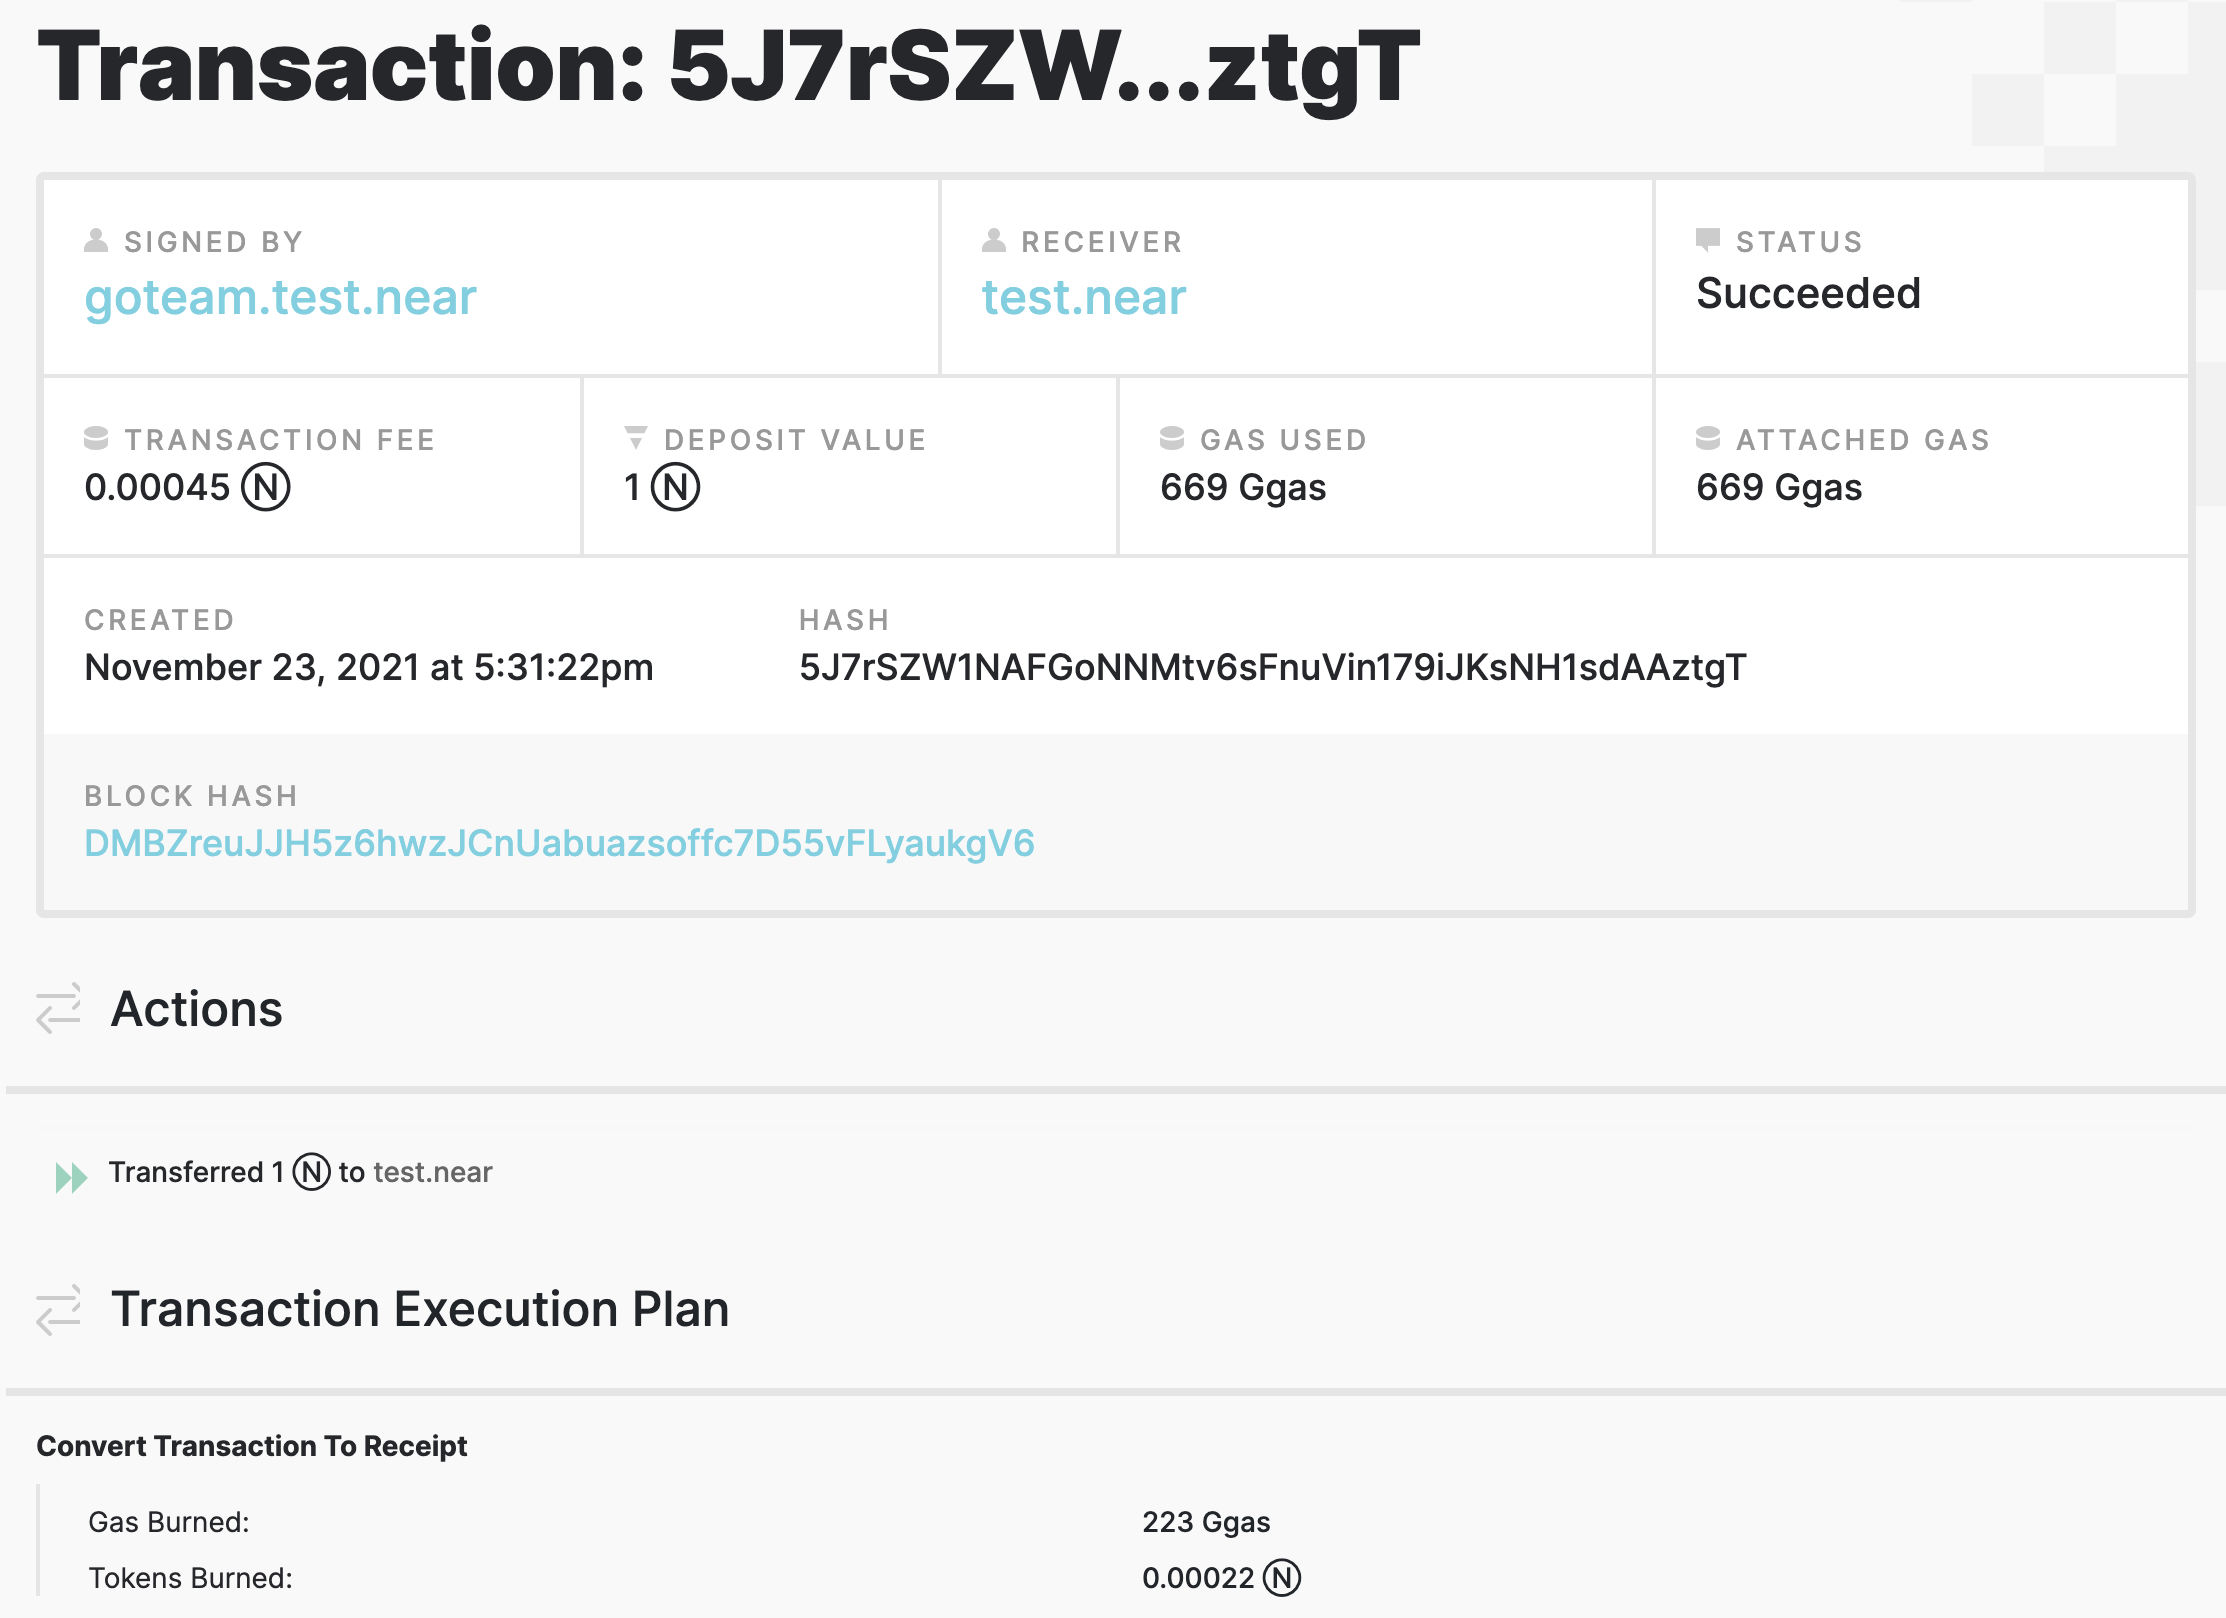 Transaction: 5J7rSZW...ztgT
SIGNED BY
goteam.test.near
RECEIVER
test.near
STATUS
Succeeded
TRANSACTION FEE
0.00045 Ⓝ
DEPOSIT VALUE
1 Ⓝ
GAS USED
669 Ggas
ATTACHED GAS
669 Ggas
CREATED
November 23, 2021 at 5:31:22pm
HASH
5J7rSZW1NAFGoNNMtv6sFnuVin179iJKsNH1sdAAztgT
BLOCK HASH
DMBZreuJJH5z6hwzJCnUabuazsoffc7D55vFLyaukgV6
Actions
Transferred 1 Ⓝ to test.near
Transaction Execution Plan
Convert Transaction To Receipt
Gas Burned: 223 Ggas
Tokens Burned: 0.00022 Ⓝ